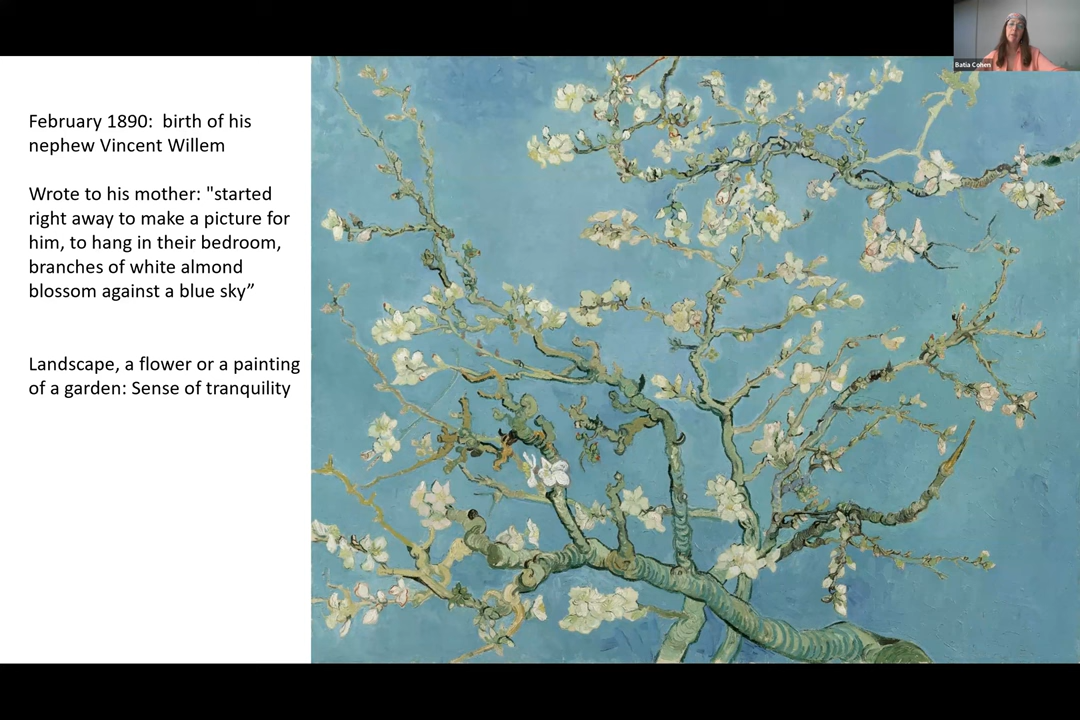 Batia Cohen
February 1890:  birth of his
nephew Vincent Willem
Wrote to his mother: "started
right away to make a picture for
him, to hang in their bedroom,
branches of white almond
blossom against a blue sky”
Landscape, a flower or a painting
of a garden: Sense of tranquility